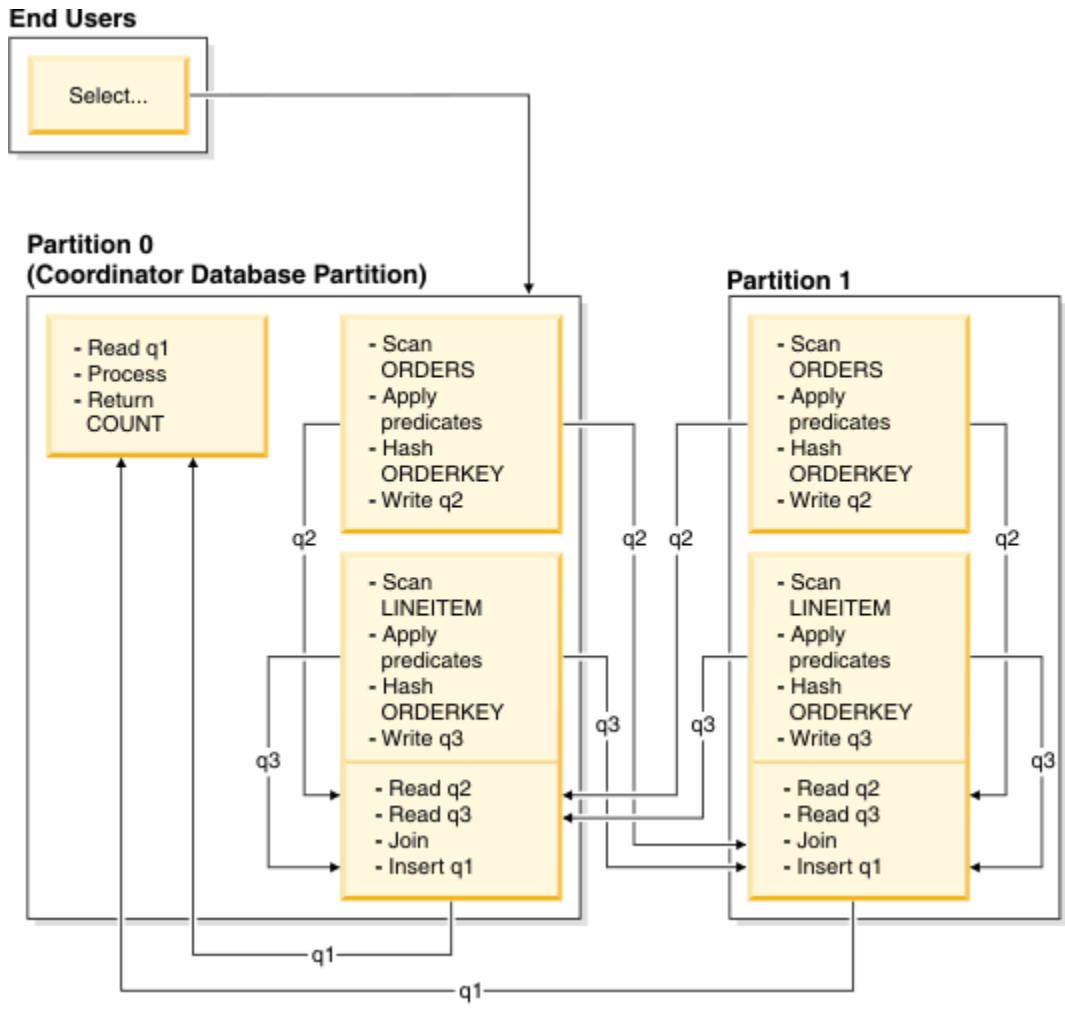 End Users
Select...
Partition 0
(Coordinator Database Partition)
- Read q1
- Process
- Return
COUNT
- Scan
ORDERS
- Apply
predicates
- Hash
ORDERKEY
- Write q2
q2
q2
- Scan
LINEITEM
- Apply
predicates
- Hash
ORDERKEY
- Write q3
q3
q3
- Read q2
- Read q3
- Join
- Insert q1
Partition 1
- Scan
ORDERS
- Apply
predicates
- Hash
ORDERKEY
- Write q2
q2
q2
- Scan
LINEITEM
- Apply
predicates
- Hash
ORDERKEY
- Write q3
q3
q3
- Read q2
- Read q3
- Join
- Insert q1
q1
q1